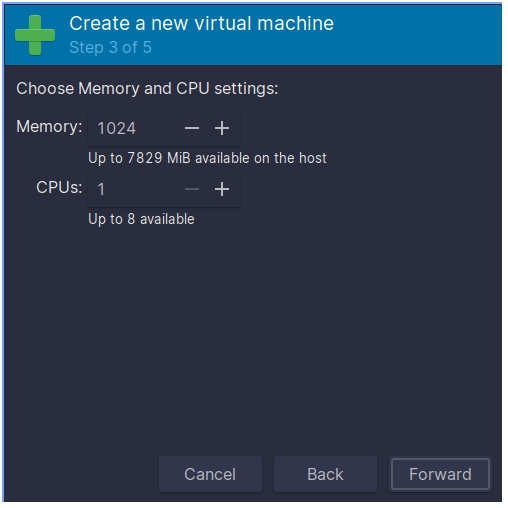 Create a new virtual machine
Step 3 of 5
Choose Memory and CPU settings:
Memory: 1024
Up to 7829 MiB available on the host
CPUs: 1
Up to 8 available
Cancel Back Forward